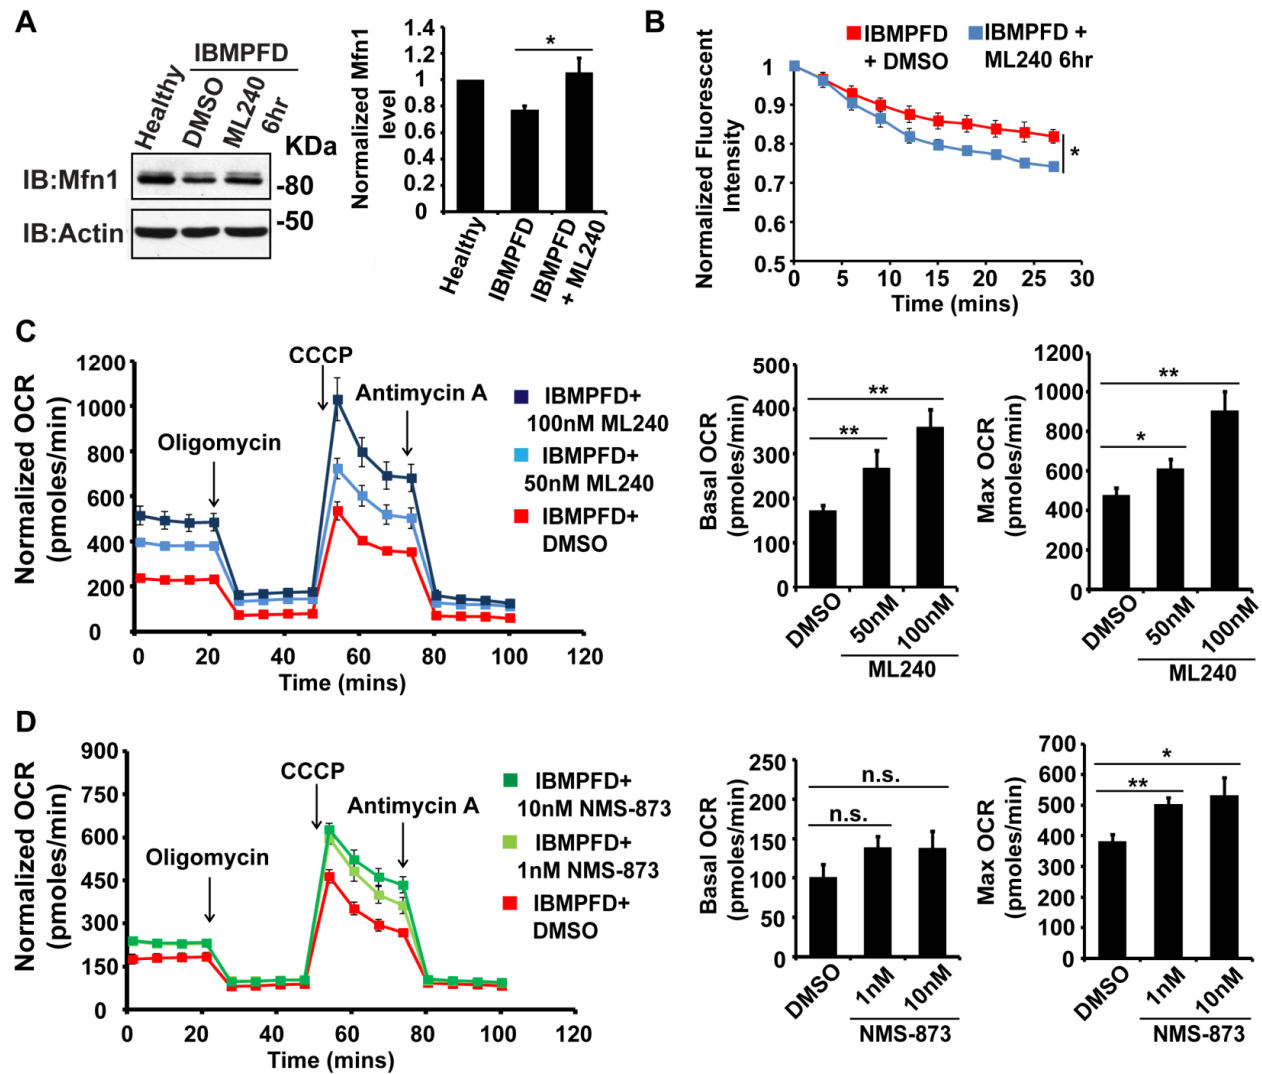 A
IBMPFD
Healthy
DMSO
ML240
6hr
KDa
IB:Mfn1
-80
-50
IB:Actin
Normalized Mfn1
level
1.4
1.2
1
0.8
0.6
0.4
0.2
0
*
Healthy
IBMPFD
IBMPFD
+ ML240
B
IBMPFD
+ DMSO
IBMPFD +
ML240 6hr
Normalized Fluorescent
Intensity
1
0.9
0.8
0.7
0.6
0.5
*
0 5 10 15 20 25 30
Time (mins)
C
Normalized OCR
(pmoles/min)
1200
1000
800
600
400
200
0
CCCP
Antimycin A
Oligomycin
IBMPFD+
100nM ML240
IBMPFD+
50nM ML240
IBMPFD+
DMSO
0 20 40 60 80 100 120
Time (mins)
Basal OCR
(pmoles/min)
500
400
300
200
100
0
**
**
DMSO
50nM
100nM
ML240
Max OCR
(pmoles/min)
1200
1000
800
600
400
200
0
**
*
DMSO
50nM
100nM
ML240
D
Normalized OCR
(pmoles/min)
900
750
600
450
300
150
0
CCCP
Antimycin A
Oligomycin
IBMPFD+
10nM NMS-873
IBMPFD+
1nM NMS-873
IBMPFD+
DMSO
0 20 40 60 80 100 120
Time (mins)
Basal OCR
(pmoles/min)
250
200
150
100
50
0
n.s.
n.s.
DMSO
1nM
10nM
NMS-873
Max OCR
(pmoles/min)
700
600
500
400
300
200
100
0
*
**
DMSO
1nM
10nM
NMS-873